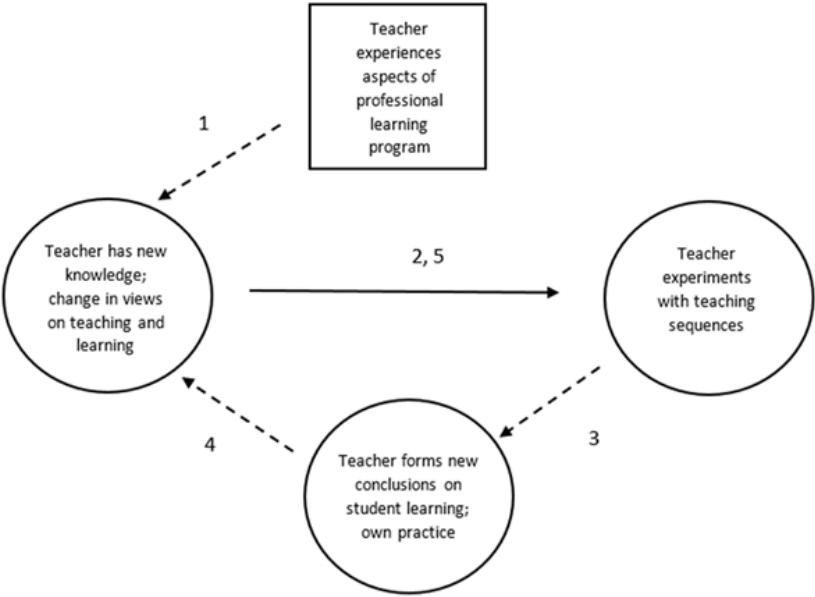 Teacher
experiences
aspects of
professional
learning
program
1
Teacher has new
knowledge;
change in views
on teaching and
learning
2, 5
Teacher
experiments
with teaching
sequences
4
3
Teacher forms new
conclusions on
student learning;
own practice